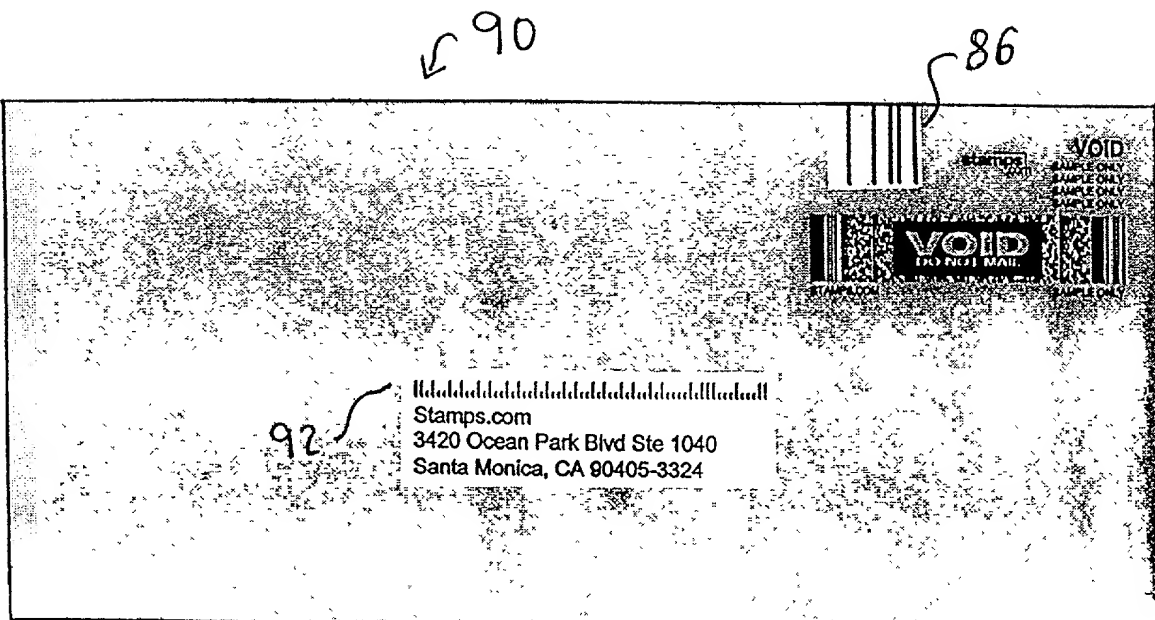 90
86
stamps
.com
VOID
SAMPLE ONLY
SAMPLE ONLY
SAMPLE ONLY
SAMPLE ONLY
VOID
DO NOT MAIL
STAMPS.COM
SAMPLE ONLY
92
Stamps.com
3420 Ocean Park Blvd Ste 1040
Santa Monica, CA 90405-3324